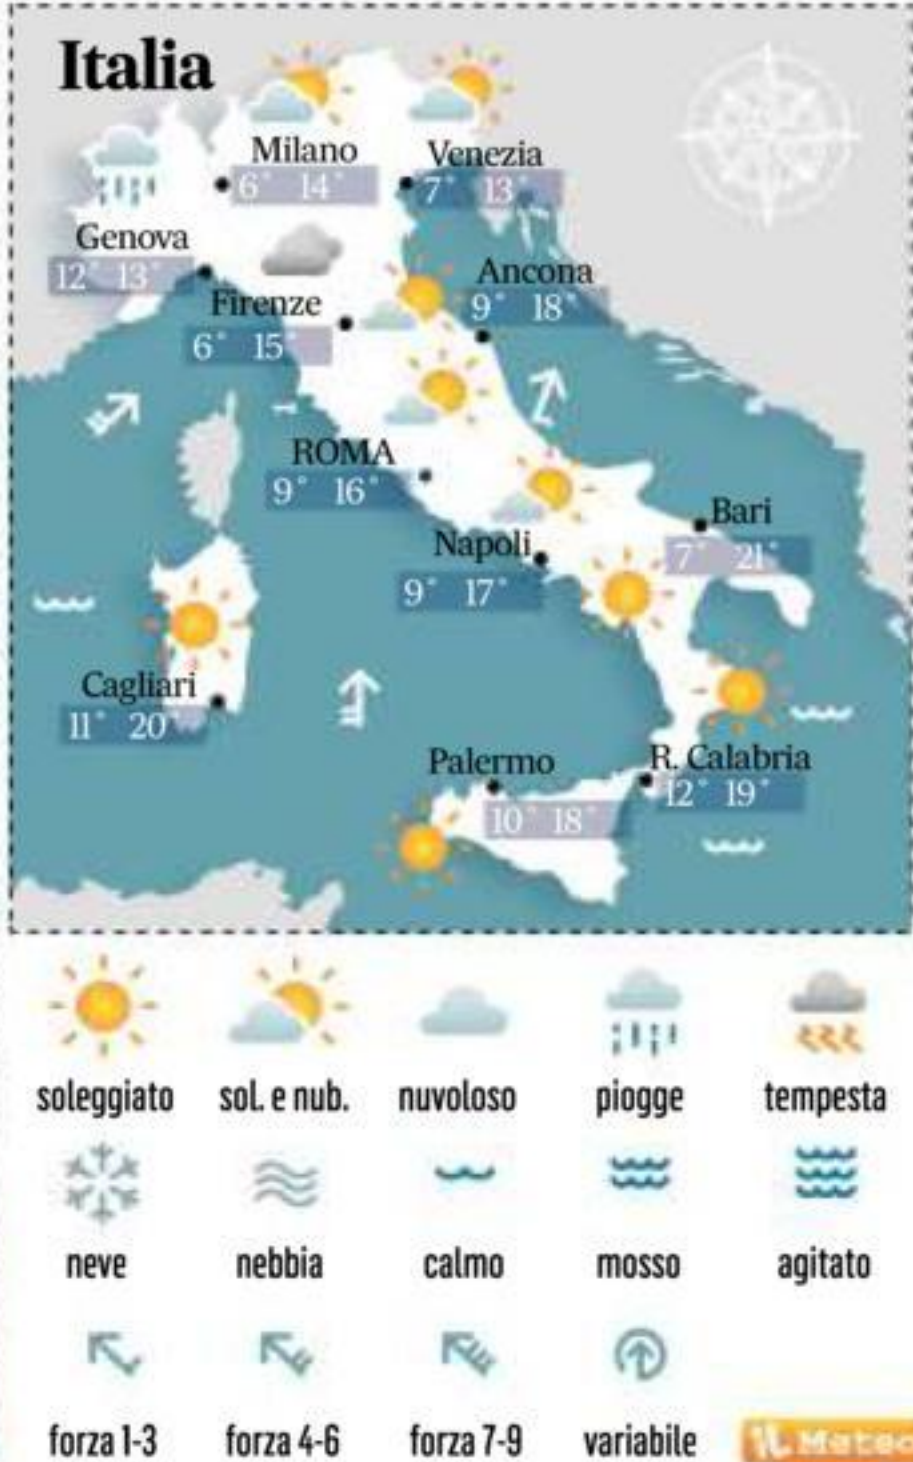 Italia
Milano
6° 14°
Venezia
7° 13°
Genova
12° 13°
Ancona
9° 18°
Firenze
6° 15°
ROMA
9° 16°
Bari
7° 21°
Napoli
9° 17°
Cagliari
11° 20°
Palermo
10° 18°
R. Calabria
12° 19°
soleggiato sol. e nub. nuvoloso piogge tempesta
neve nebbia calmo mosso agitato
forza 1-3 forza 4-6 forza 7-9 variabile
iL Meteo